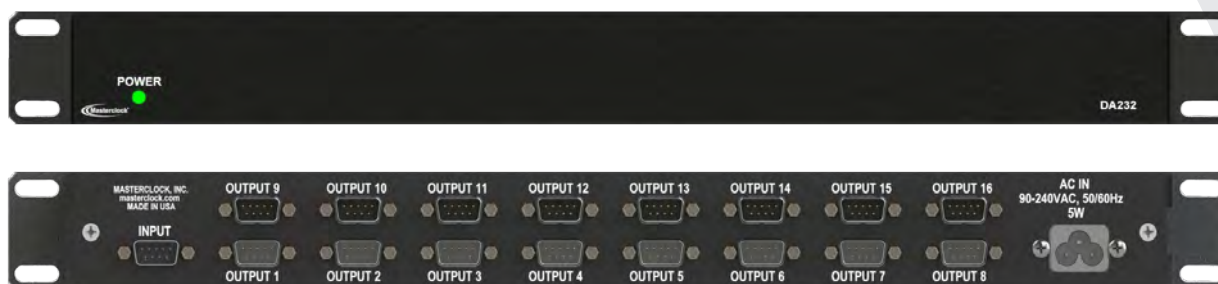 POWER
Masterclock
DA232
MASTERCLOCK, INC.
masterclock.com
MADE IN USA
INPUT
OUTPUT 9
OUTPUT 10
OUTPUT 11
OUTPUT 12
OUTPUT 13
OUTPUT 14
OUTPUT 15
OUTPUT 16
AC IN
90-240VAC, 50/60Hz
5W
OUTPUT 1
OUTPUT 2
OUTPUT 3
OUTPUT 4
OUTPUT 5
OUTPUT 6
OUTPUT 7
OUTPUT 8